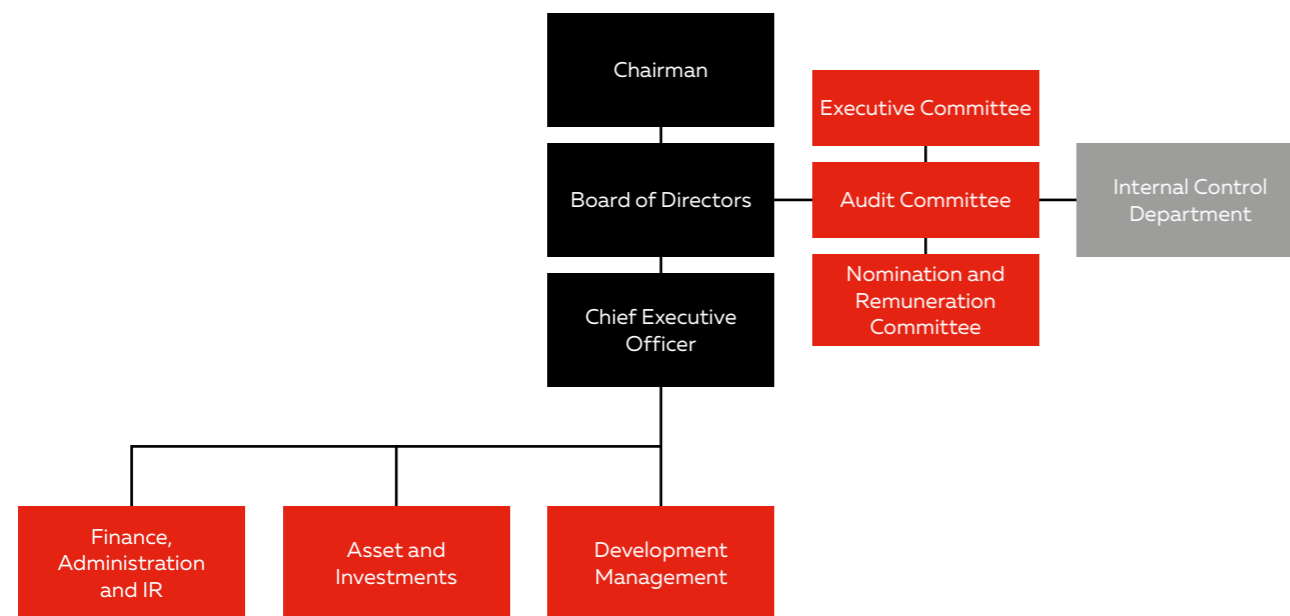 Chairman
Executive Committee
Board of Directors
Audit Committee
Internal Control
Department
Nomination and
Remuneration
Committee
Chief Executive
Officer
Finance,
Administration
and IR
Asset and
Investments
Development
Management